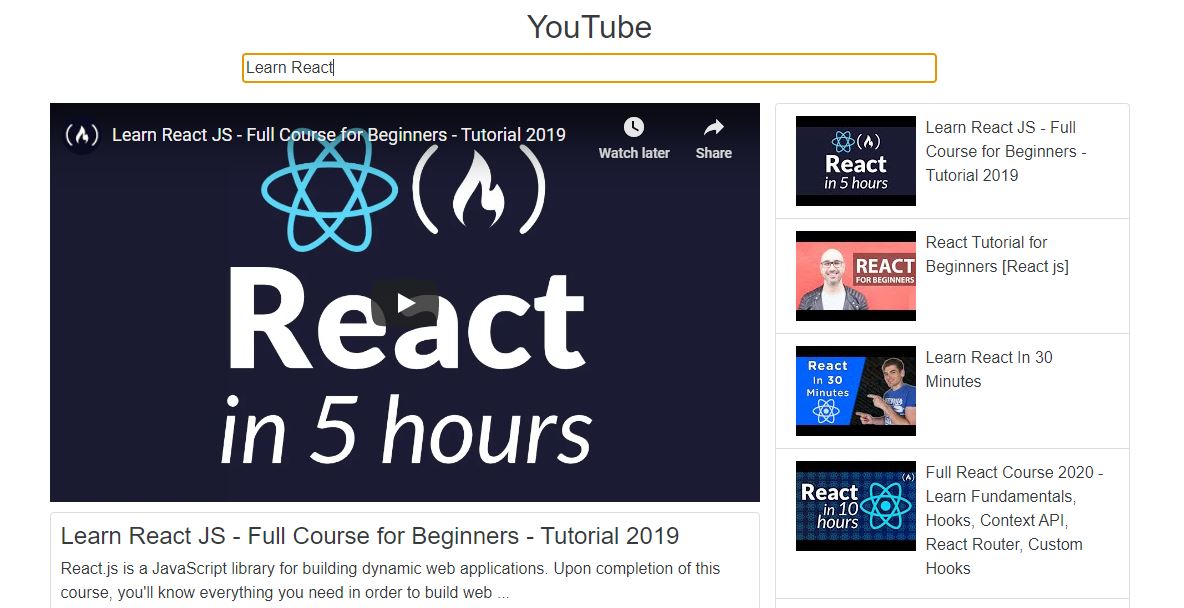 YouTube
Learn React
Learn React JS - Full Course for Beginners - Tutorial 2019
Watch later
Share
React
in 5 hours
Learn React JS - Full Course for Beginners - Tutorial 2019
React.js is a JavaScript library for building dynamic web applications. Upon completion of this
course, you'll know everything you need in order to build web ...
React
in 5 hours
Learn React JS - Full
Course for Beginners -
Tutorial 2019
REACT
FOR BEGINNERS
React Tutorial for
Beginners [React js]
React
In 30
Minutes
Learn React In 30
Minutes
React
in 10
hours
Full React Course 2020 -
Learn Fundamentals,
Hooks, Context API,
React Router, Custom
Hooks